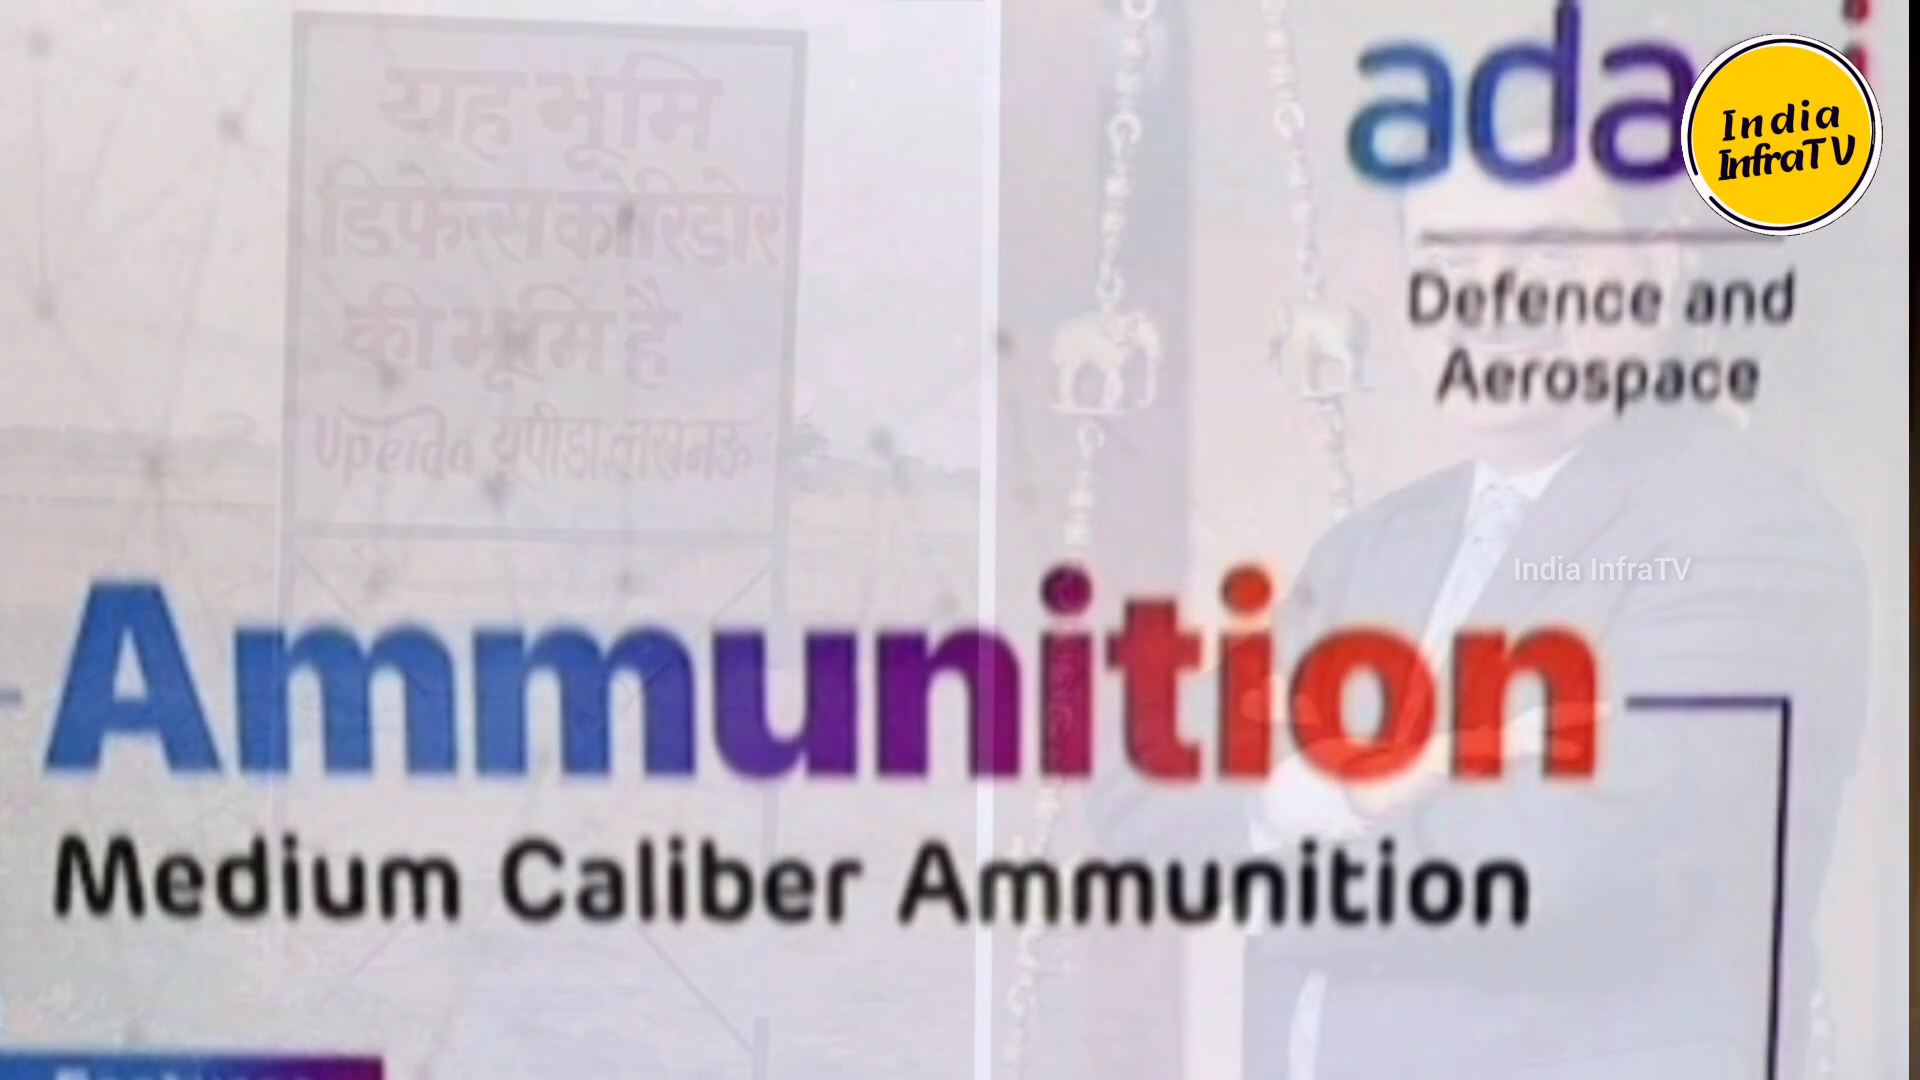 यह भूमि
डिफेन्स कोरिडोर
की भूमि है
Upeida यूपीडा, लखनऊ
ada i
India
InfraTV
Defence and
Aerospace
India InfraTV
Ammunition
Medium Caliber Ammunition